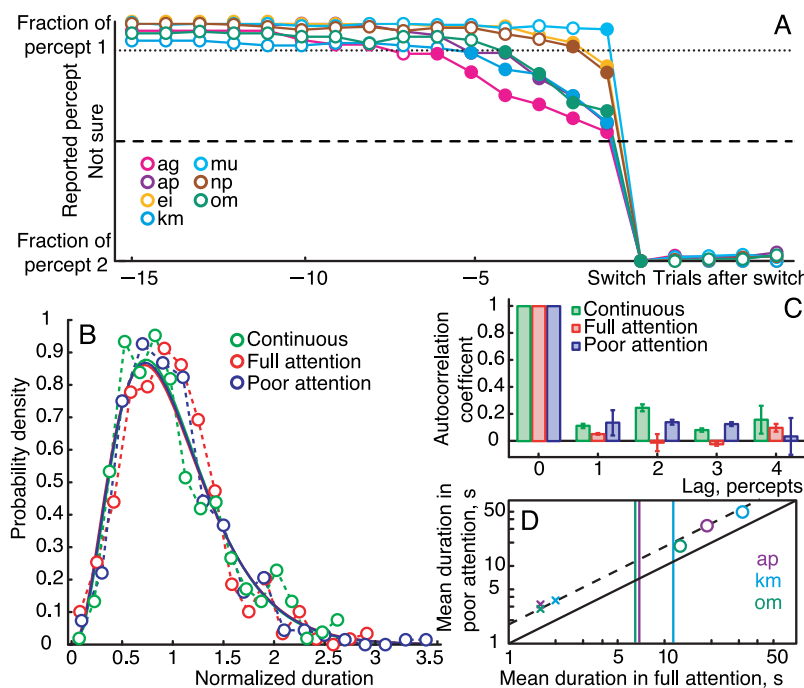 A
Fraction of
percept 1
Reported percept
Not sure
ag
ap
ei
km
mu
np
om
Fraction of
percept 2
−15 −10 −5 Switch Trials after switch
B
Continuous
Full attention
Poor attention
Probability density
1
0.9
0.8
0.7
0.6
0.5
0.4
0.3
0.2
0.1
0
0 0.5 1 1.5 2 2.5 3 3.5
Normalized duration
C
Continuous
Full attention
Poor attention
Autocorrelation
coefficent
1
0.8
0.6
0.4
0.2
0
0 1 2 3 4
Lag, percepts
D
Mean duration in
poor attention, s
50
10
5
1
ap
km
om
1 5 10 50
Mean duration in full attention, s